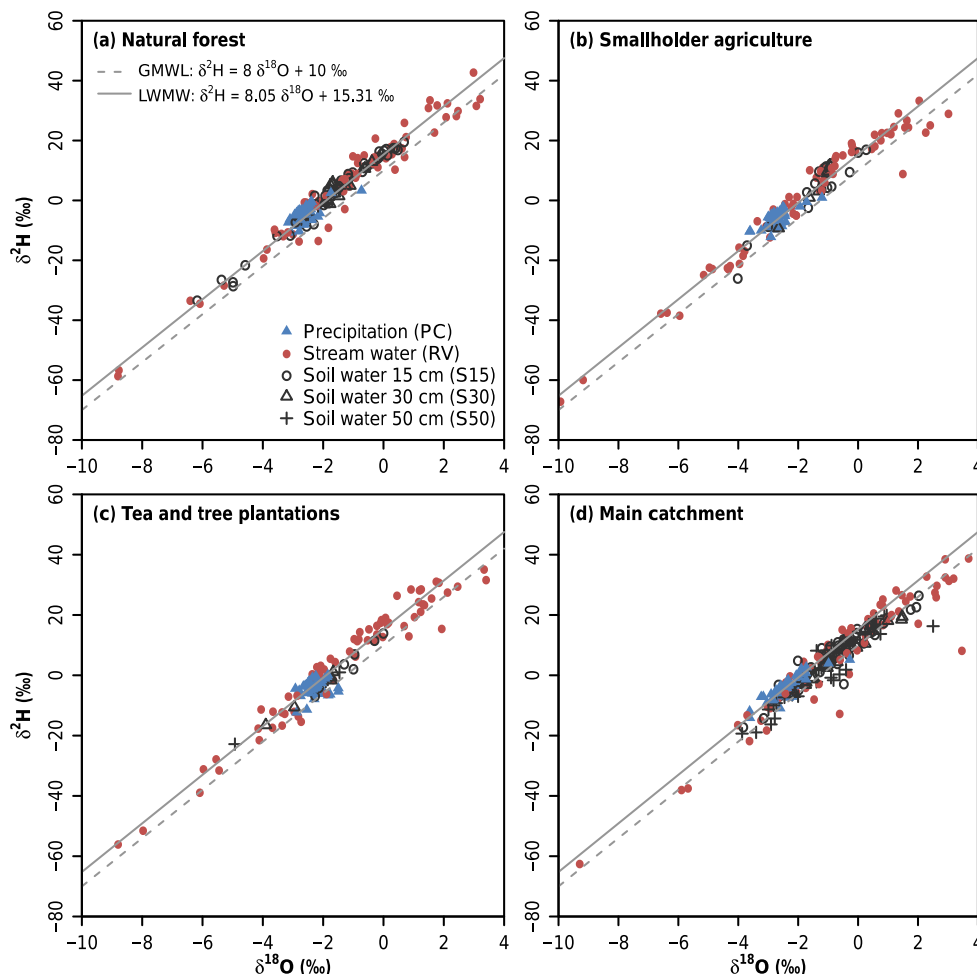 (a) Natural forest
GMWL: δ²H = 8 δ¹⁸O + 10 ‰
LWMW: δ²H = 8.05 δ¹⁸O + 15.31 ‰
Precipitation (PC)
Stream water (RV)
Soil water 15 cm (S15)
Soil water 30 cm (S30)
Soil water 50 cm (S50)
δ²H (‰)
60
40
20
0
−20
−40
−60
−80
−10 −8 −6 −4 −2 0 2 4
(b) Smallholder agriculture
60
40
20
0
−20
−40
−60
−80
−10 −8 −6 −4 −2 0 2 4
(c) Tea and tree plantations
δ²H (‰)
60
40
20
0
−20
−40
−60
−80
−10 −8 −6 −4 −2 0 2 4
δ¹⁸O (‰)
(d) Main catchment
60
40
20
0
−20
−40
−60
−80
−10 −8 −6 −4 −2 0 2 4
δ¹⁸O (‰)